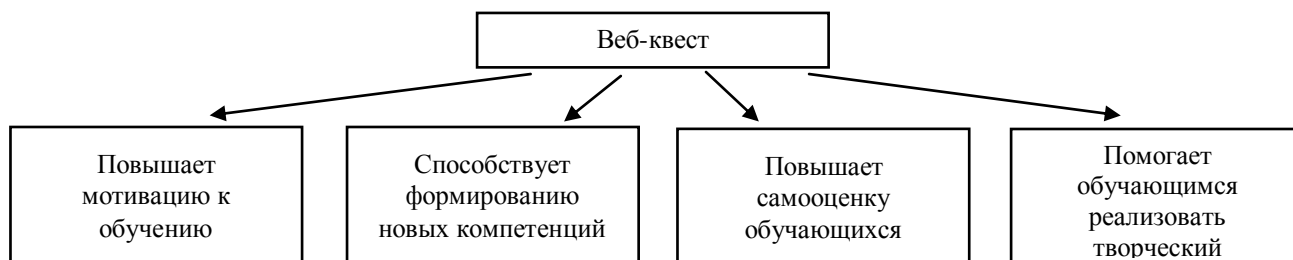 Веб-квест
Повышает
мотивацию к
обучению
Способствует
формированию
новых компетенций
Повышает
самооценку
обучающихся
Помогает
обучающимся
реализовать
творческий